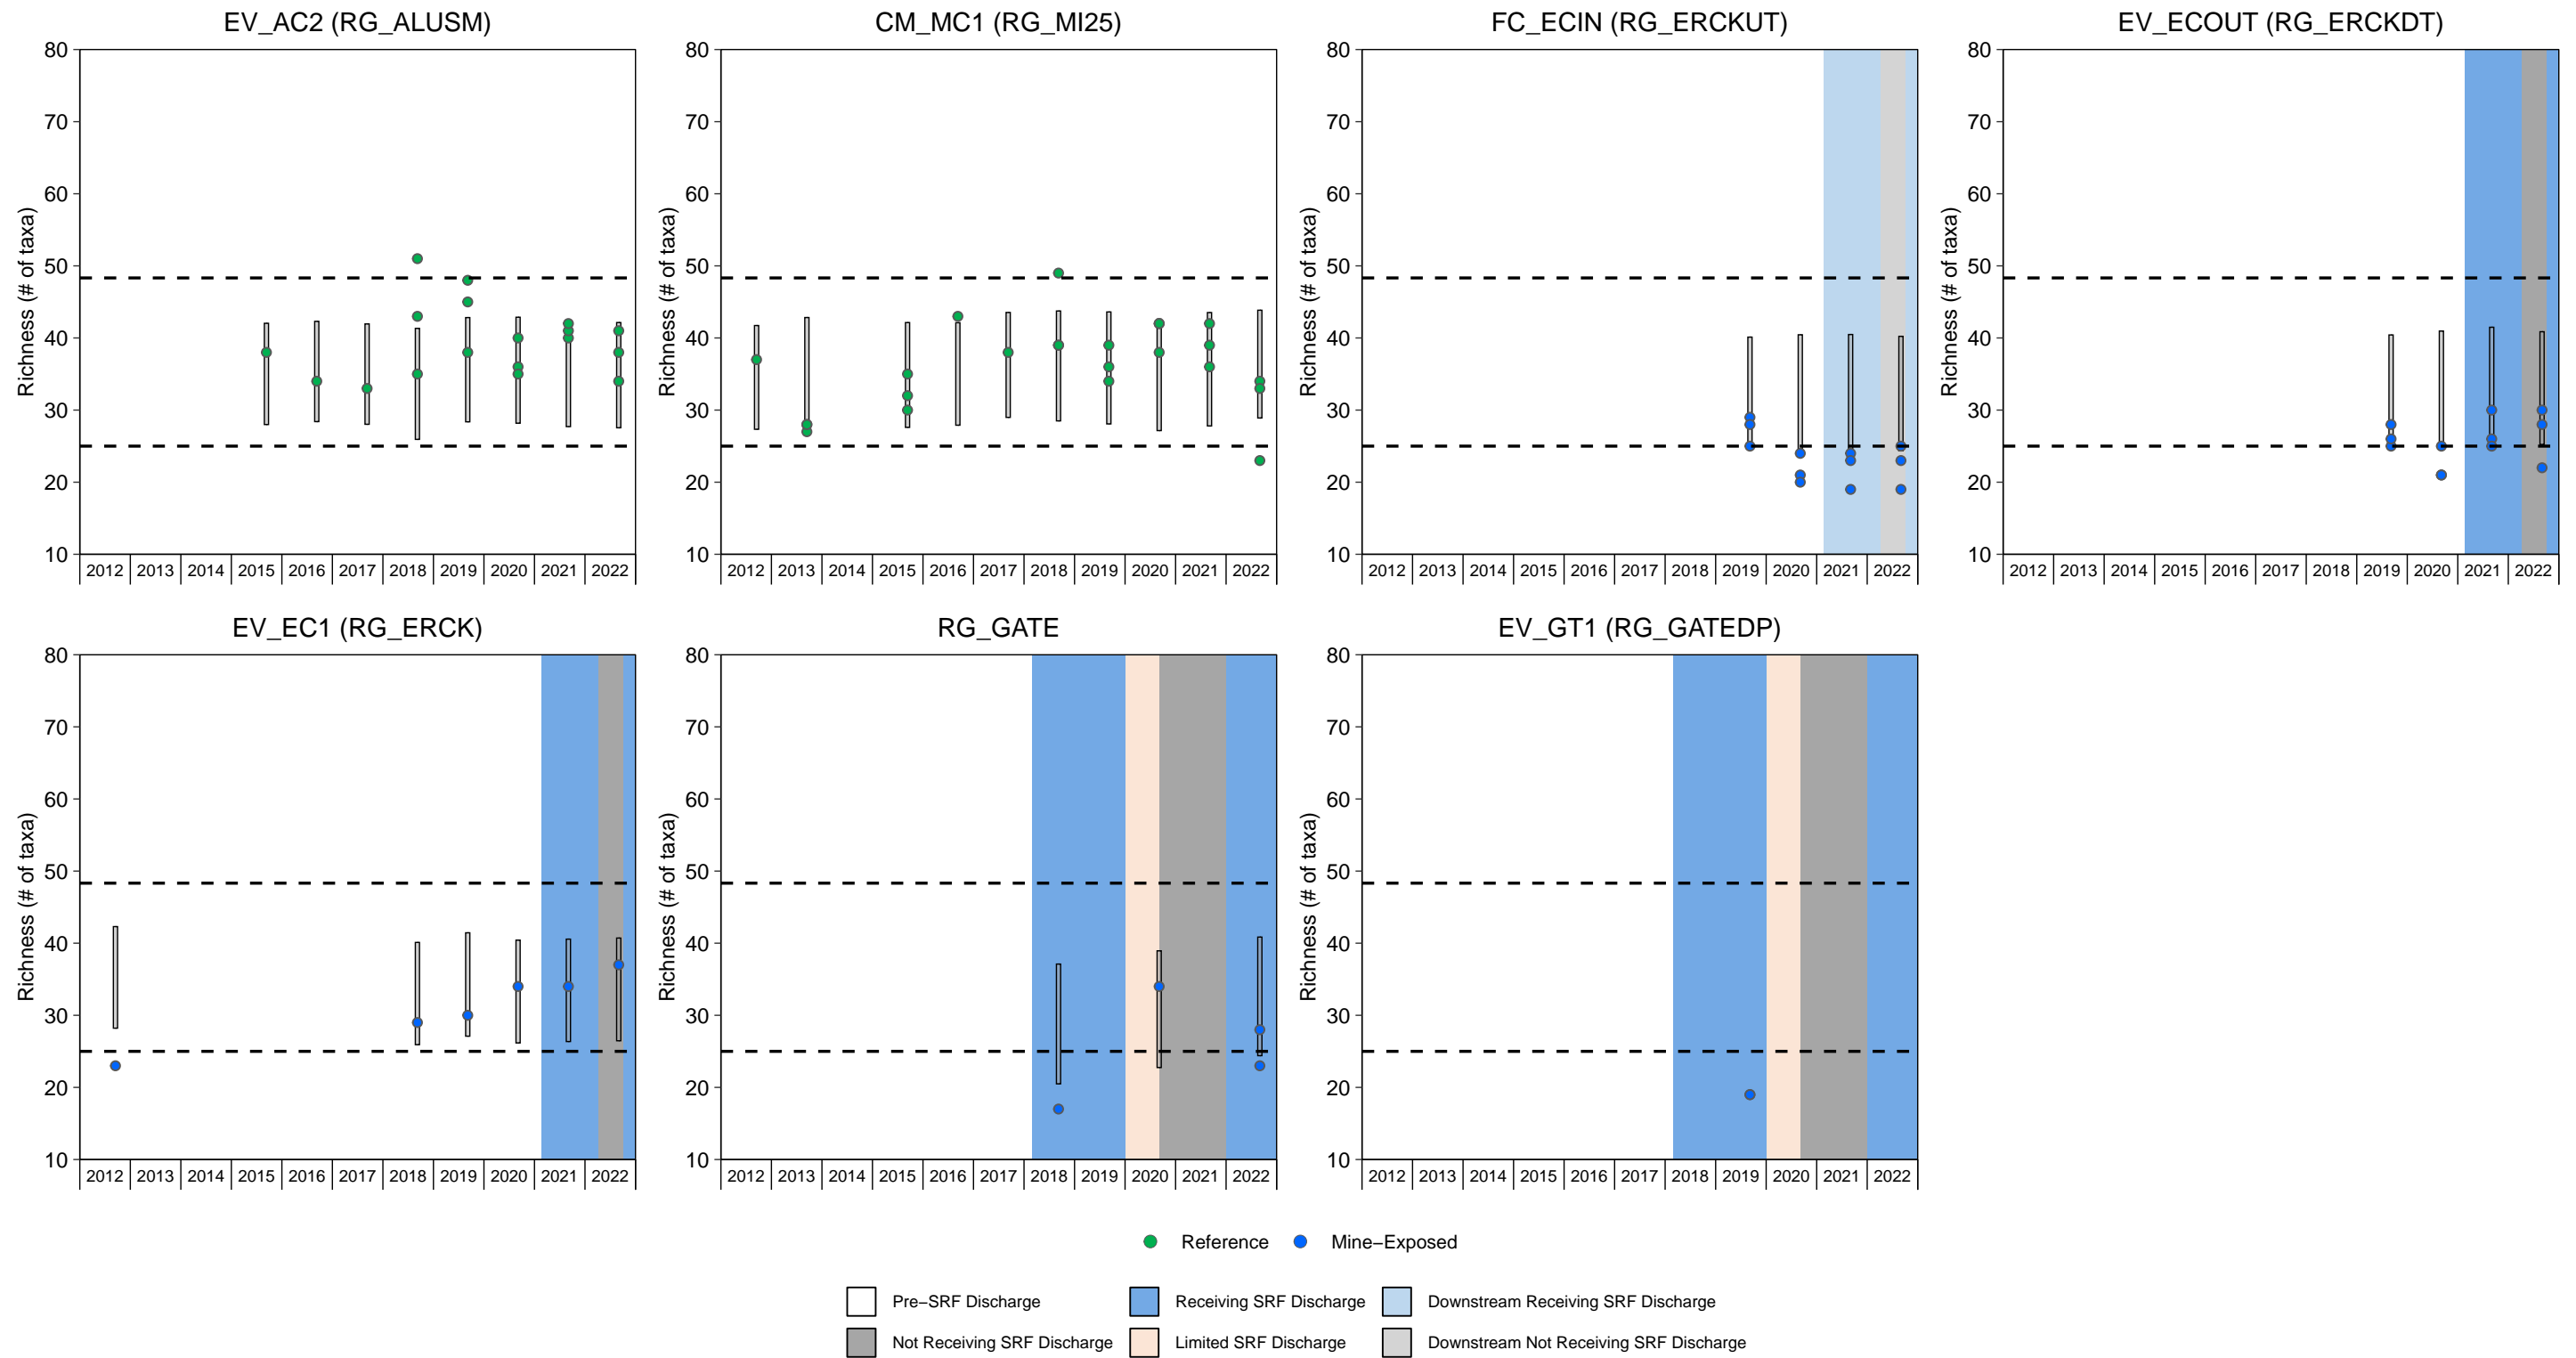 EV_AC2 (RG_ALUSM)
CM_MC1 (RG_MI25)
FC_ECIN (RG_ERCKUT)
EV_ECOUT (RG_ERCKDT)
Richness (# of taxa)
80
70
60
50
40
30
20
10
2012 2013 2014 2015 2016 2017 2018 2019 2020 2021 2022
Richness (# of taxa)
80
70
60
50
40
30
20
10
2012 2013 2014 2015 2016 2017 2018 2019 2020 2021 2022
Richness (# of taxa)
80
70
60
50
40
30
20
10
2012 2013 2014 2015 2016 2017 2018 2019 2020 2021 2022
Richness (# of taxa)
80
70
60
50
40
30
20
10
2012 2013 2014 2015 2016 2017 2018 2019 2020 2021 2022
EV_EC1 (RG_ERCK)
RG_GATE
EV_GT1 (RG_GATEDP)
Richness (# of taxa)
80
70
60
50
40
30
20
10
2012 2013 2014 2015 2016 2017 2018 2019 2020 2021 2022
Richness (# of taxa)
80
70
60
50
40
30
20
10
2012 2013 2014 2015 2016 2017 2018 2019 2020 2021 2022
Richness (# of taxa)
80
70
60
50
40
30
20
10
2012 2013 2014 2015 2016 2017 2018 2019 2020 2021 2022
Reference Mine−Exposed
Pre−SRF Discharge Receiving SRF Discharge Downstream Receiving SRF Discharge
Not Receiving SRF Discharge Limited SRF Discharge Downstream Not Receiving SRF Discharge